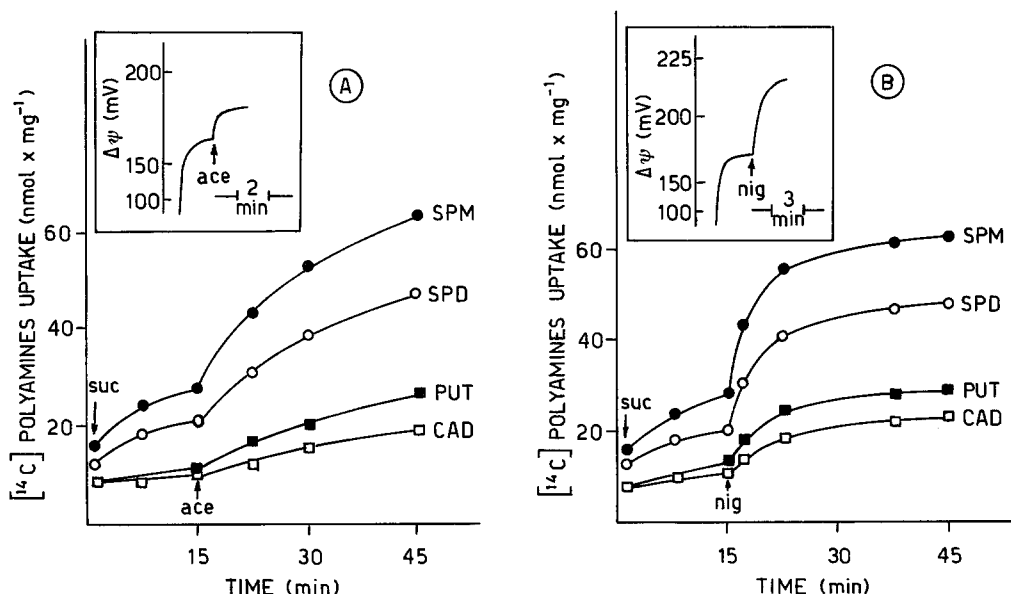 A
Δψ (mV)
200
150
100
ace
2
min
[¹⁴C] POLYAMINES UPTAKE (nmol x mg⁻¹)
60
40
20
suc
SPM
SPD
PUT
CAD
ace
15
30
45
TIME (min)
B
Δψ (mV)
225
200
150
100
nig
3
min
[¹⁴C] POLYAMINES UPTAKE (nmol x mg⁻¹)
60
40
20
suc
SPM
SPD
PUT
CAD
nig
15
30
45
TIME (min)